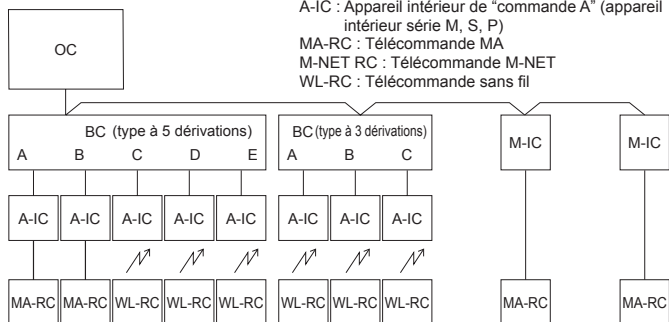 A-IC : Appareil intérieur de “commande A” (appareil
intérieur série M, S, P)
MA-RC : Télécommande MA
M-NET RC : Télécommande M-NET
WL-RC : Télécommande sans fil
OC
BC (type à 5 dérivations)
A B C D E
BC (type à 3 dérivations)
A B C
M-IC
M-IC
A-IC A-IC A-IC A-IC A-IC A-IC A-IC A-IC
MA-RC MA-RC WL-RC WL-RC WL-RC WL-RC WL-RC WL-RC MA-RC MA-RC